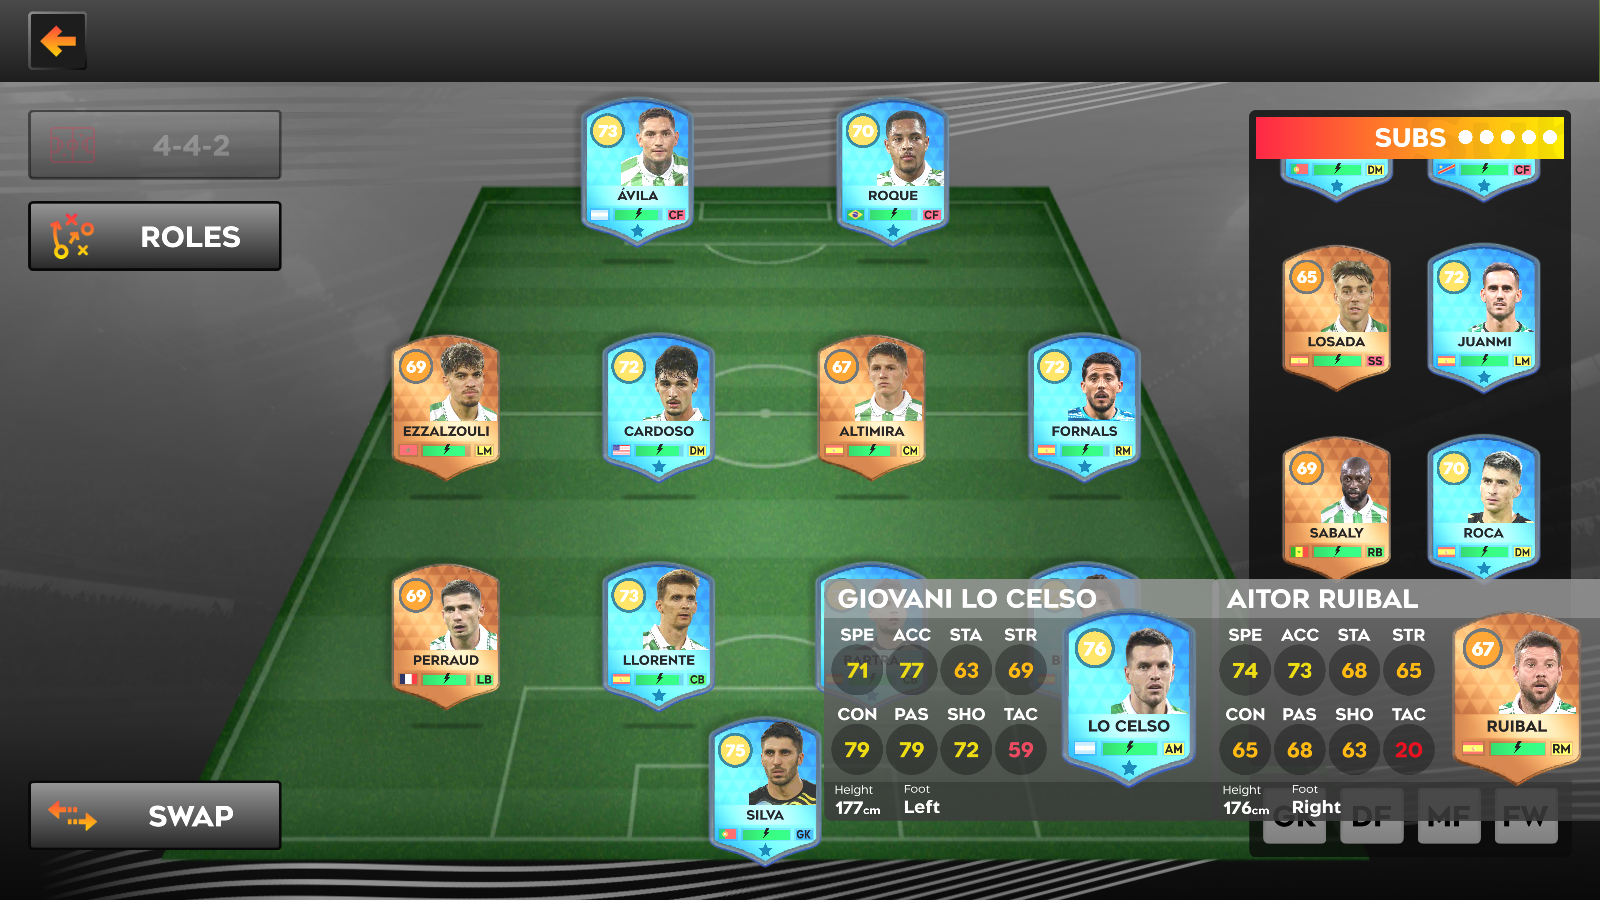 4-4-2
ROLES
SWAP
SUBS
73
ÁVILA
CF
70
ROQUE
CF
DM
CF
65
LOSADA
SS
72
JUANMI
LM
69
EZZALZOULI
LM
72
CARDOSO
DM
67
ALTIMIRA
CM
72
FORNALS
RM
69
SABALY
RB
70
ROCA
DM
69
PERRAUD
LB
73
LLORENTE
CB
75
SILVA
GK
GIOVANI LO CELSO
SPE ACC STA STR
71 77 63 69
CON PAS SHO TAC
79 79 72 59
Height Foot
177cm Left
76
LO CELSO
AM
AITOR RUIBAL
SPE ACC STA STR
74 73 68 65
CON PAS SHO TAC
65 68 63 20
Height Foot
176cm Right
67
RUIBAL
RM
GK DF MF FW